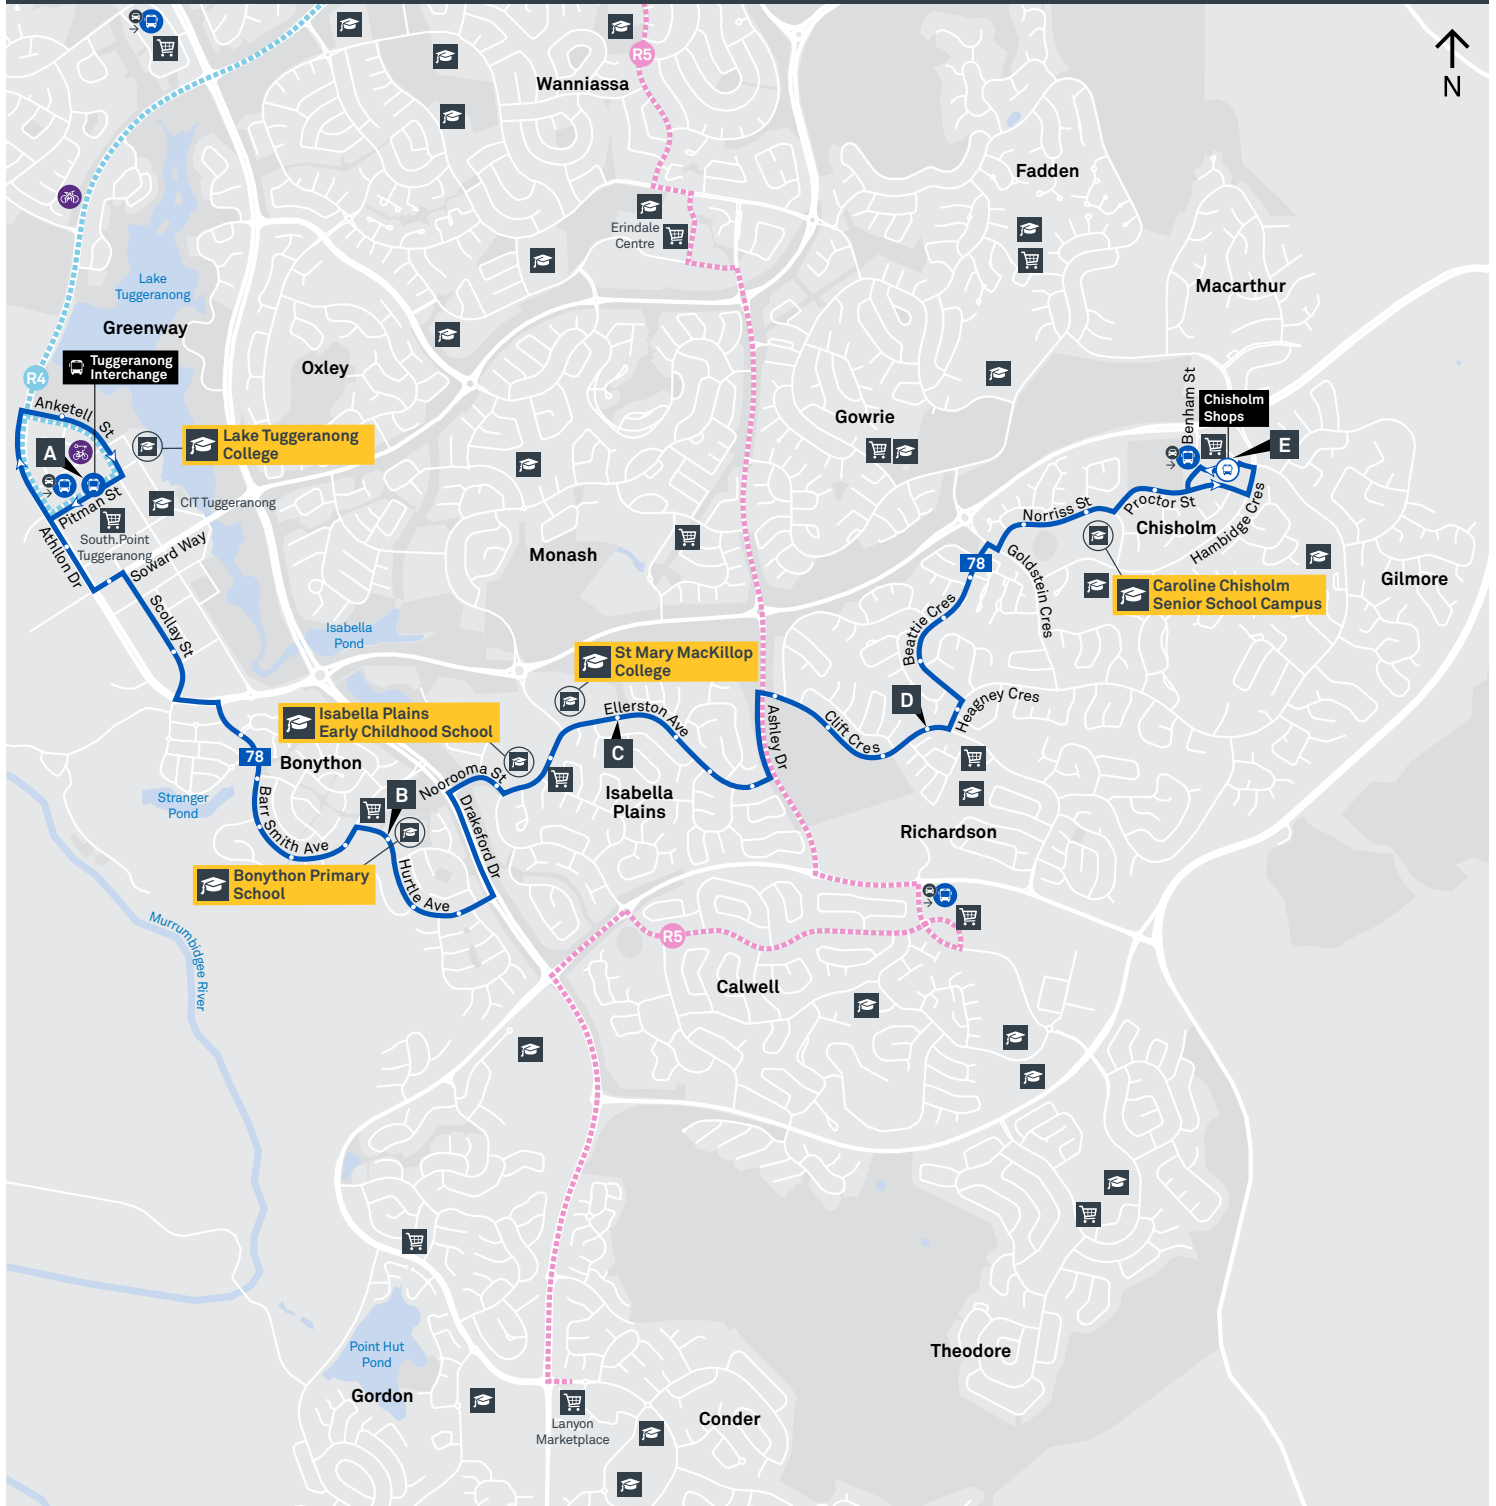 R5
Wanniassa
N
Fadden
Erindale
Centre
Lake
Tuggeranong
Macarthur
Greenway
Tuggeranong
Interchange
Oxley
R4
Benham St
Chisholm
Shops
Anketell St
Gowrie
Lake Tuggeranong
College
A
E
Pitman St
CIT Tuggeranong
Norriss St
Proctor St
Chisholm
Hambidge Cres
South.Point
Tuggeranong
Athllon Dr
Soward Way
Monash
78
Goldstein Cres
Gilmore
Caroline Chisholm
Senior School Campus
Scollay St
Isabella
Pond
Beattie Cres
St Mary MacKillop
College
D
Heagney Cres
Isabella Plains
Early Childhood School
Ellerston Ave
Ashley Dr
Clift Cres
C
78
Bonython
Noorooma St
B
Stranger
Pond
Isabella
Plains
Barr Smith Ave
Drakeford Dr
Richardson
Bonython Primary
School
Hurtle Ave
Murrumbidgee River
R5
Calwell
Point Hut
Pond
Theodore
Gordon
Conder
Lanyon
Marketplace